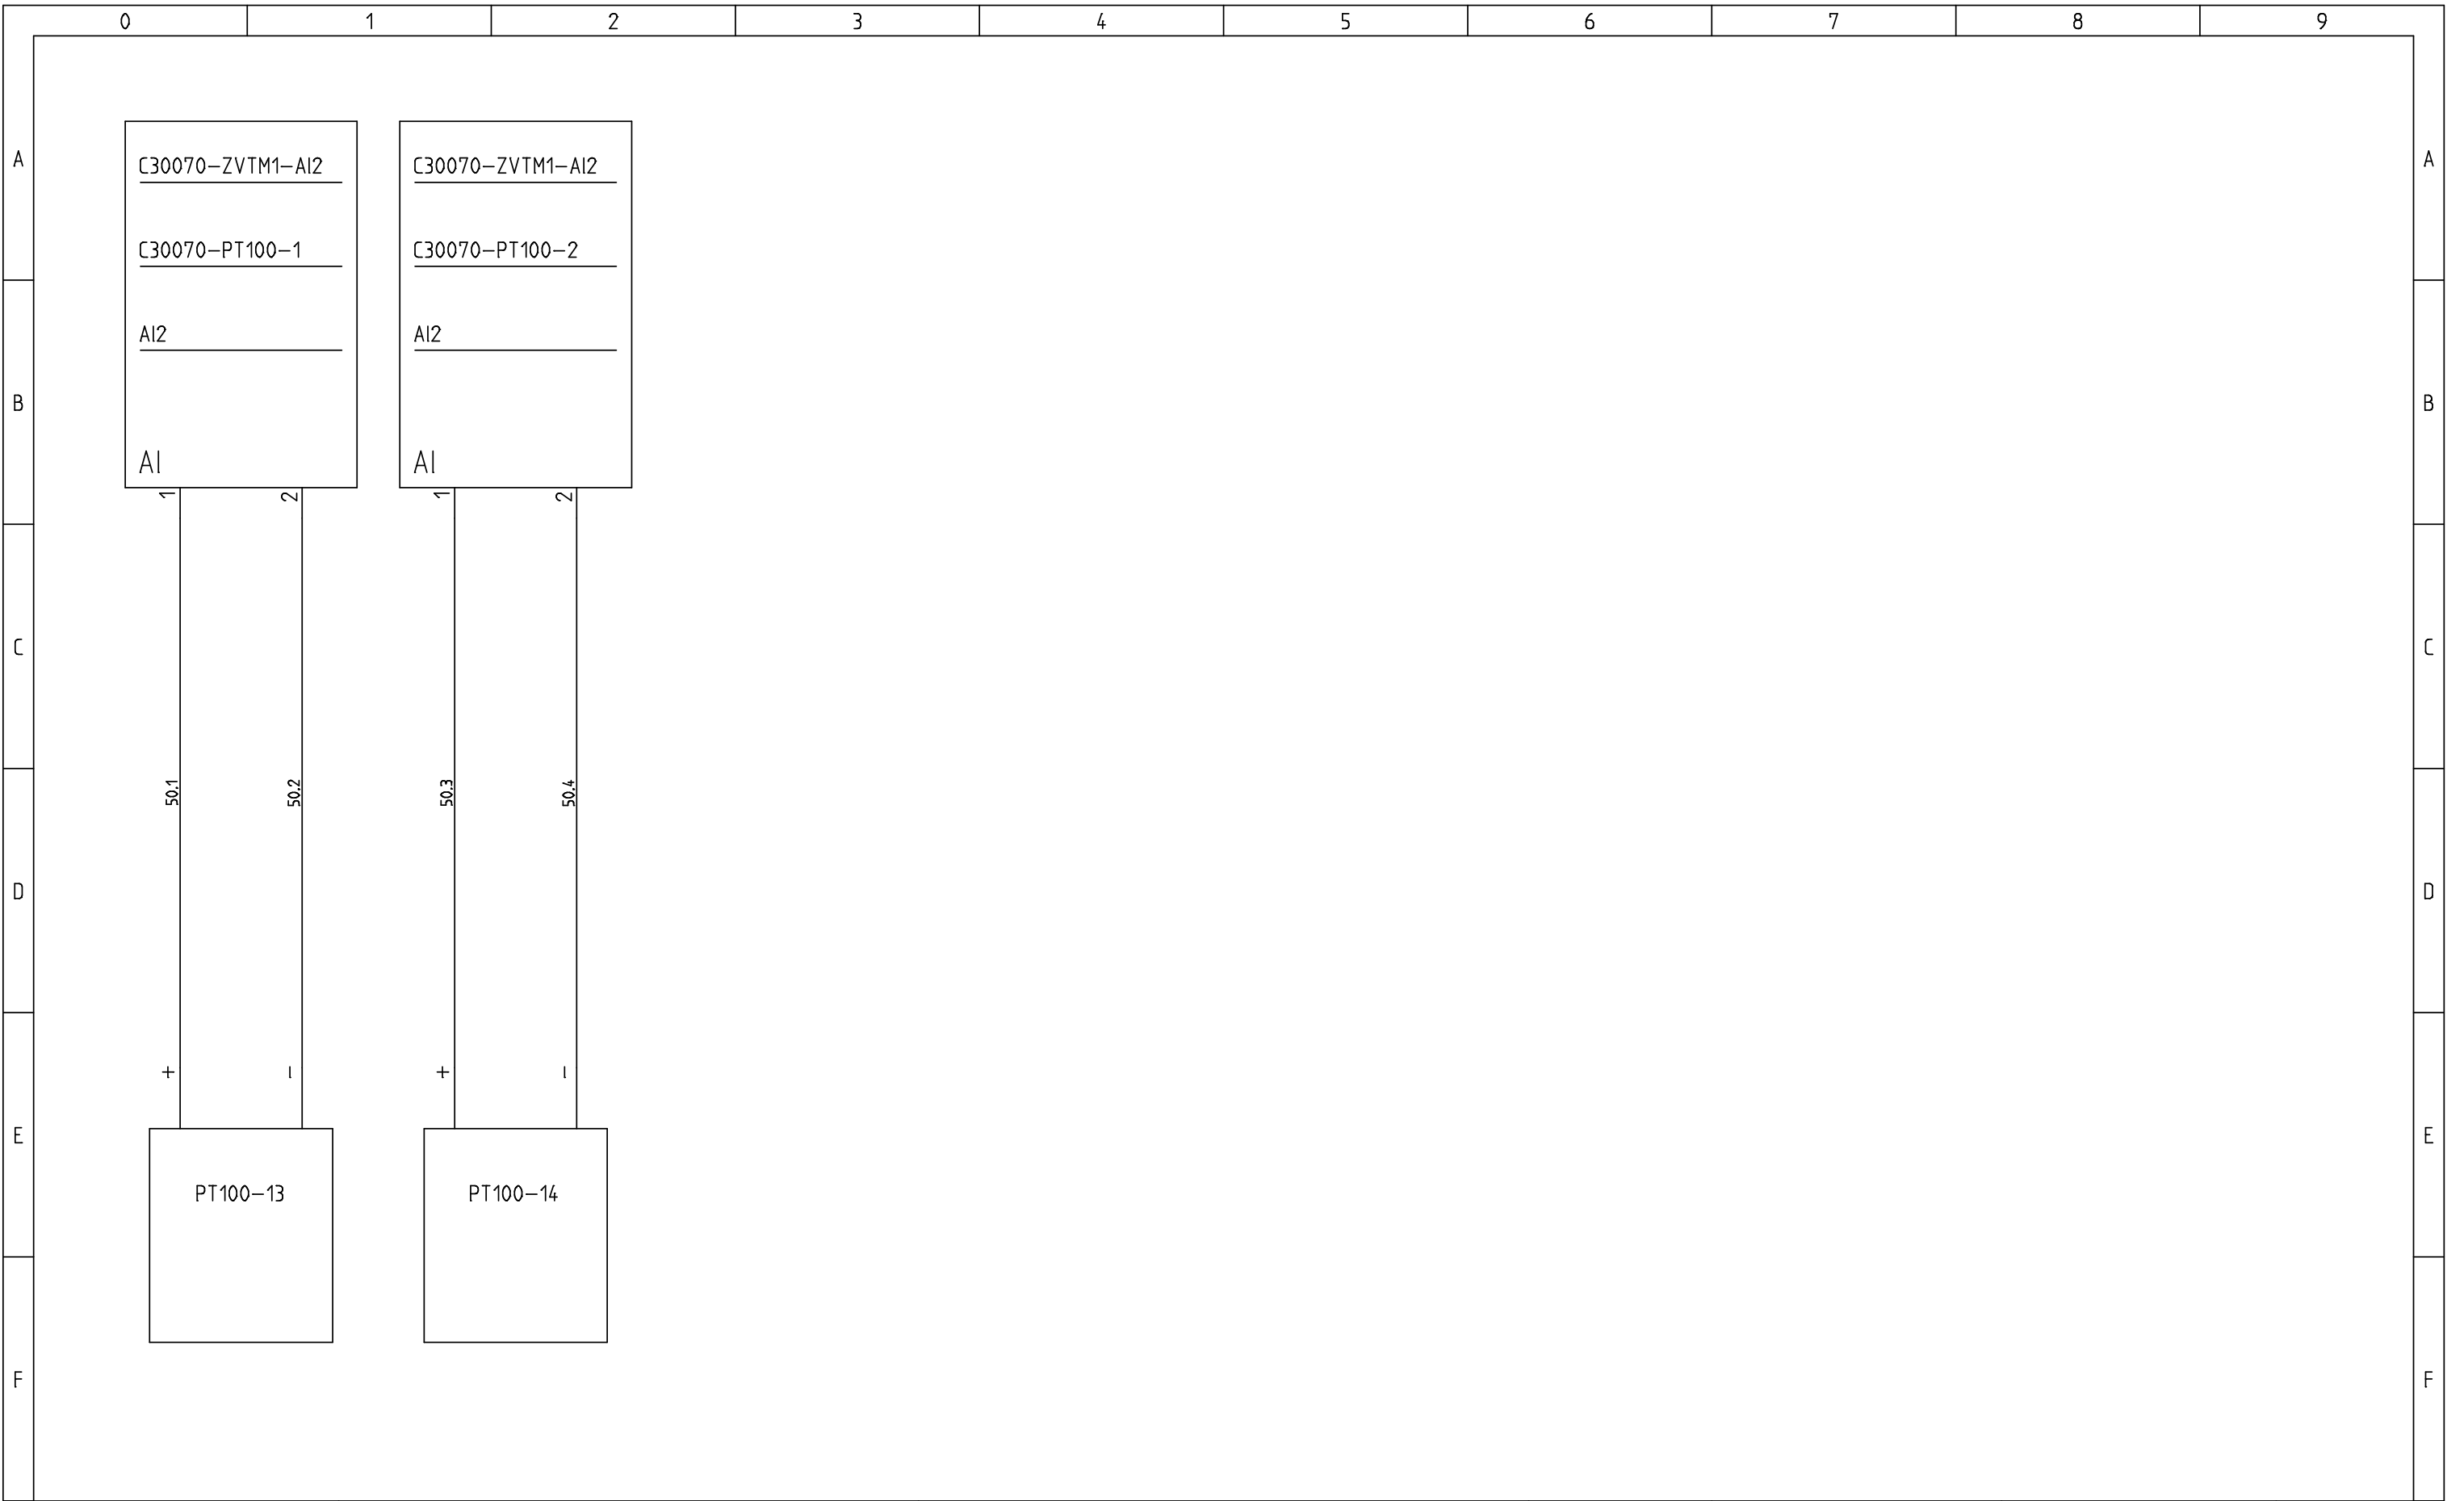 0 1 2 3 4 5 6 7 8 9
A A
C30070-ZVTM1-AI2 C30070-ZVTM1-AI2
C30070-PT100-1 C30070-PT100-2
AI2 AI2
B B
AI AI
1 2 1 2
C C
50.1 50.2 50.3 50.4
D D
+ - + -
E E
PT100-13 PT100-14
F F